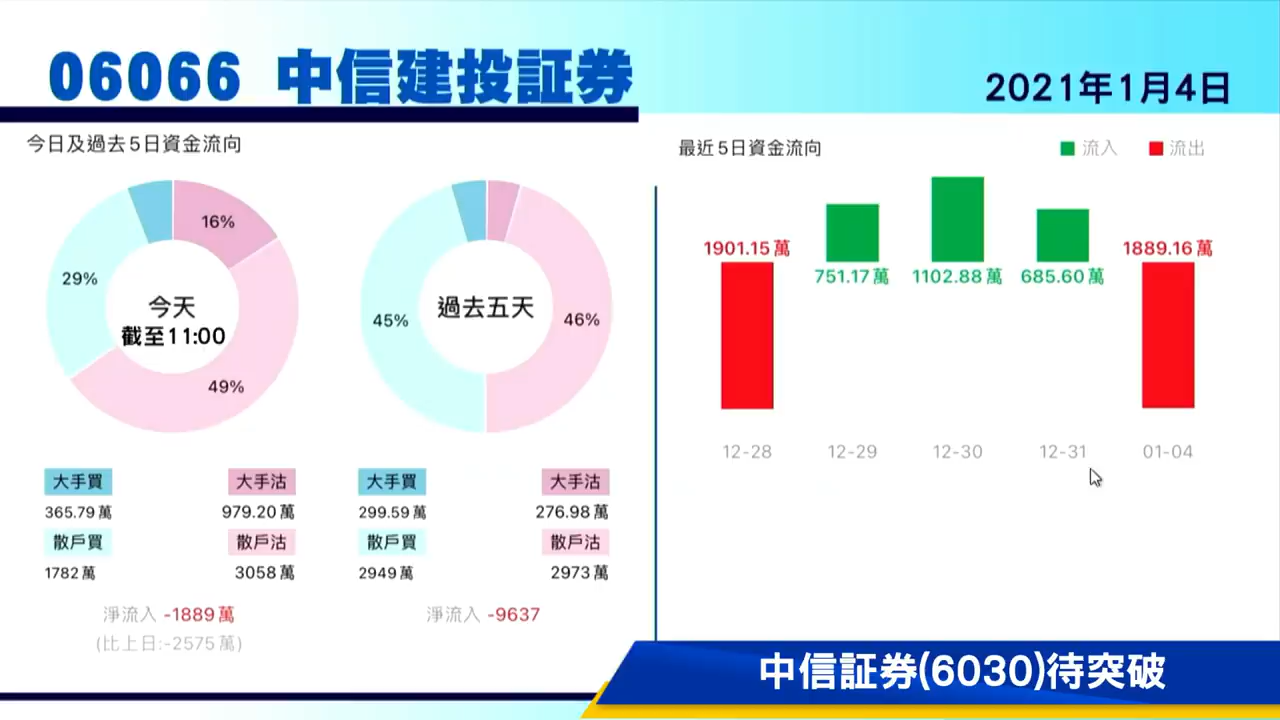 06066 中信建投証券
2021年1月4日
今日及過去5日資金流向
16%
29%
今天
截至11:00
49%
45%
過去五天
46%
大手買 大手沽
365.79萬 979.20萬
散戶買 散戶沽
1782萬 3058萬
淨流入 -1889萬
(比上日:-2575萬)
大手買 大手沽
299.59萬 276.98萬
散戶買 散戶沽
2949萬 2973萬
淨流入 -9637
最近5日資金流向
流入 流出
1901.15萬 751.17萬 1102.88萬 685.60萬 1889.16萬
12-28 12-29 12-30 12-31 01-04
中信証券(6030)待突破